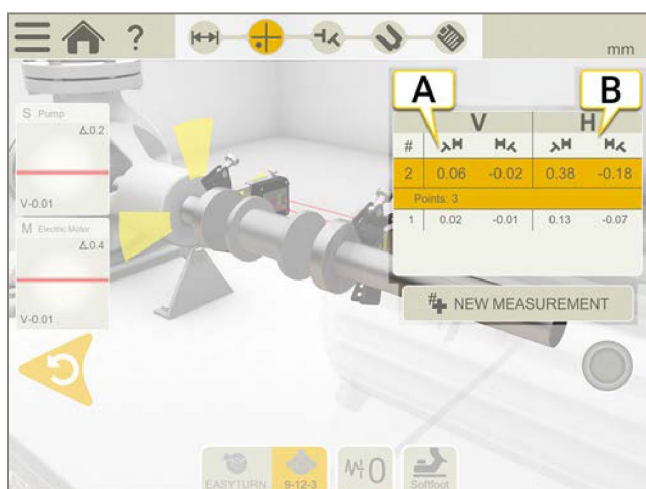 ?
mm
A
B
S Pump
∡0.2
V-0.01
M Electric Motor
∡0.4
V-0.01
V H
#
2 0.06 -0.02 0.38 -0.18
Points: 3
1 0.02 -0.01 0.13 -0.07
# NEW MEASUREMENT
EASYTURN 9-12-3 0 Softfoot